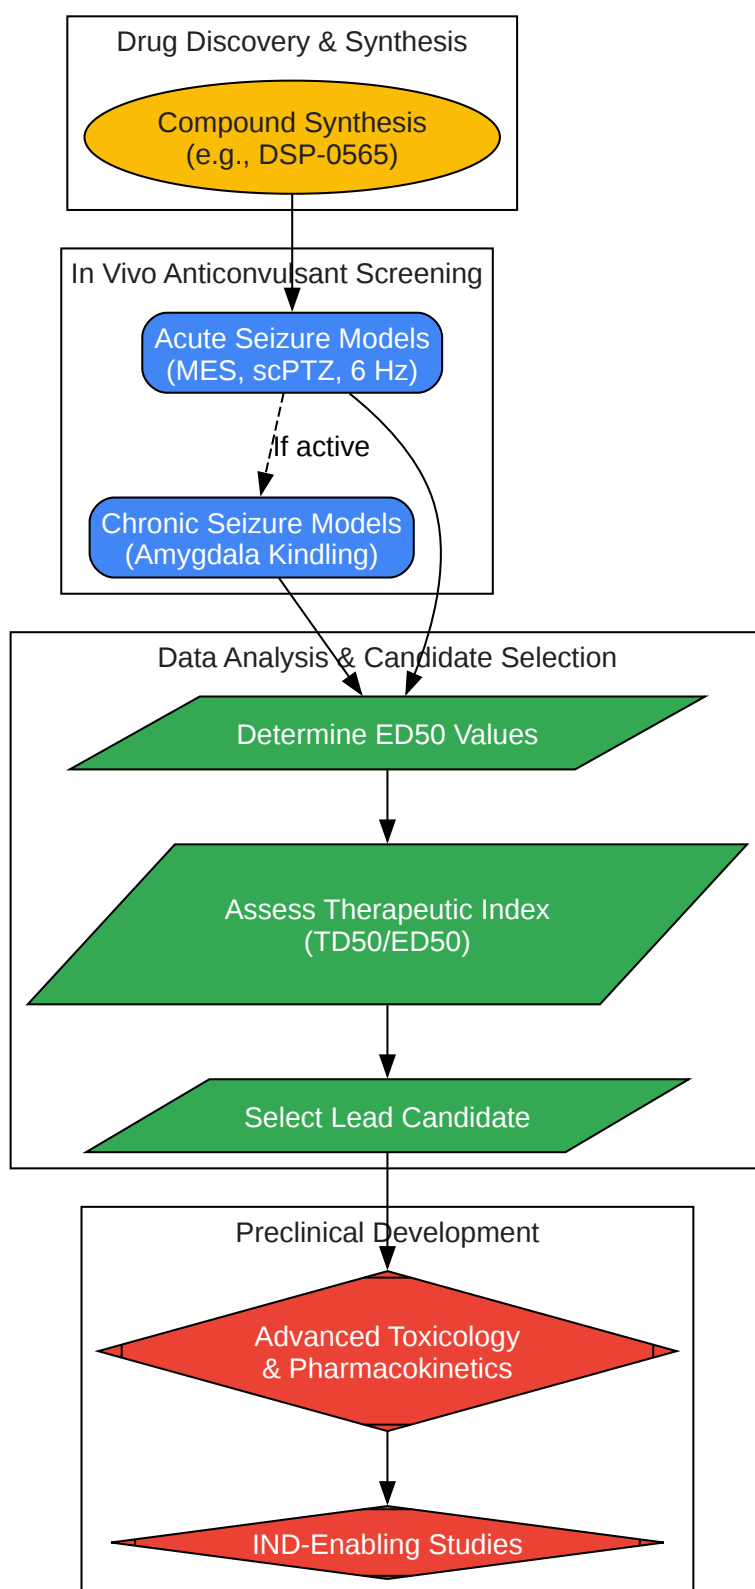 Drug Discovery & Synthesis
Compound Synthesis
(e.g., DSP-0565)
In Vivo Anticonvulsant Screening
Acute Seizure Models
(MES, scPTZ, 6 Hz)
If active
Chronic Seizure Models
(Amygdala Kindling)
Data Analysis & Candidate Selection
Determine ED50 Values
Assess Therapeutic Index
(TD50/ED50)
Select Lead Candidate
Preclinical Development
Advanced Toxicology
& Pharmacokinetics
IND-Enabling Studies